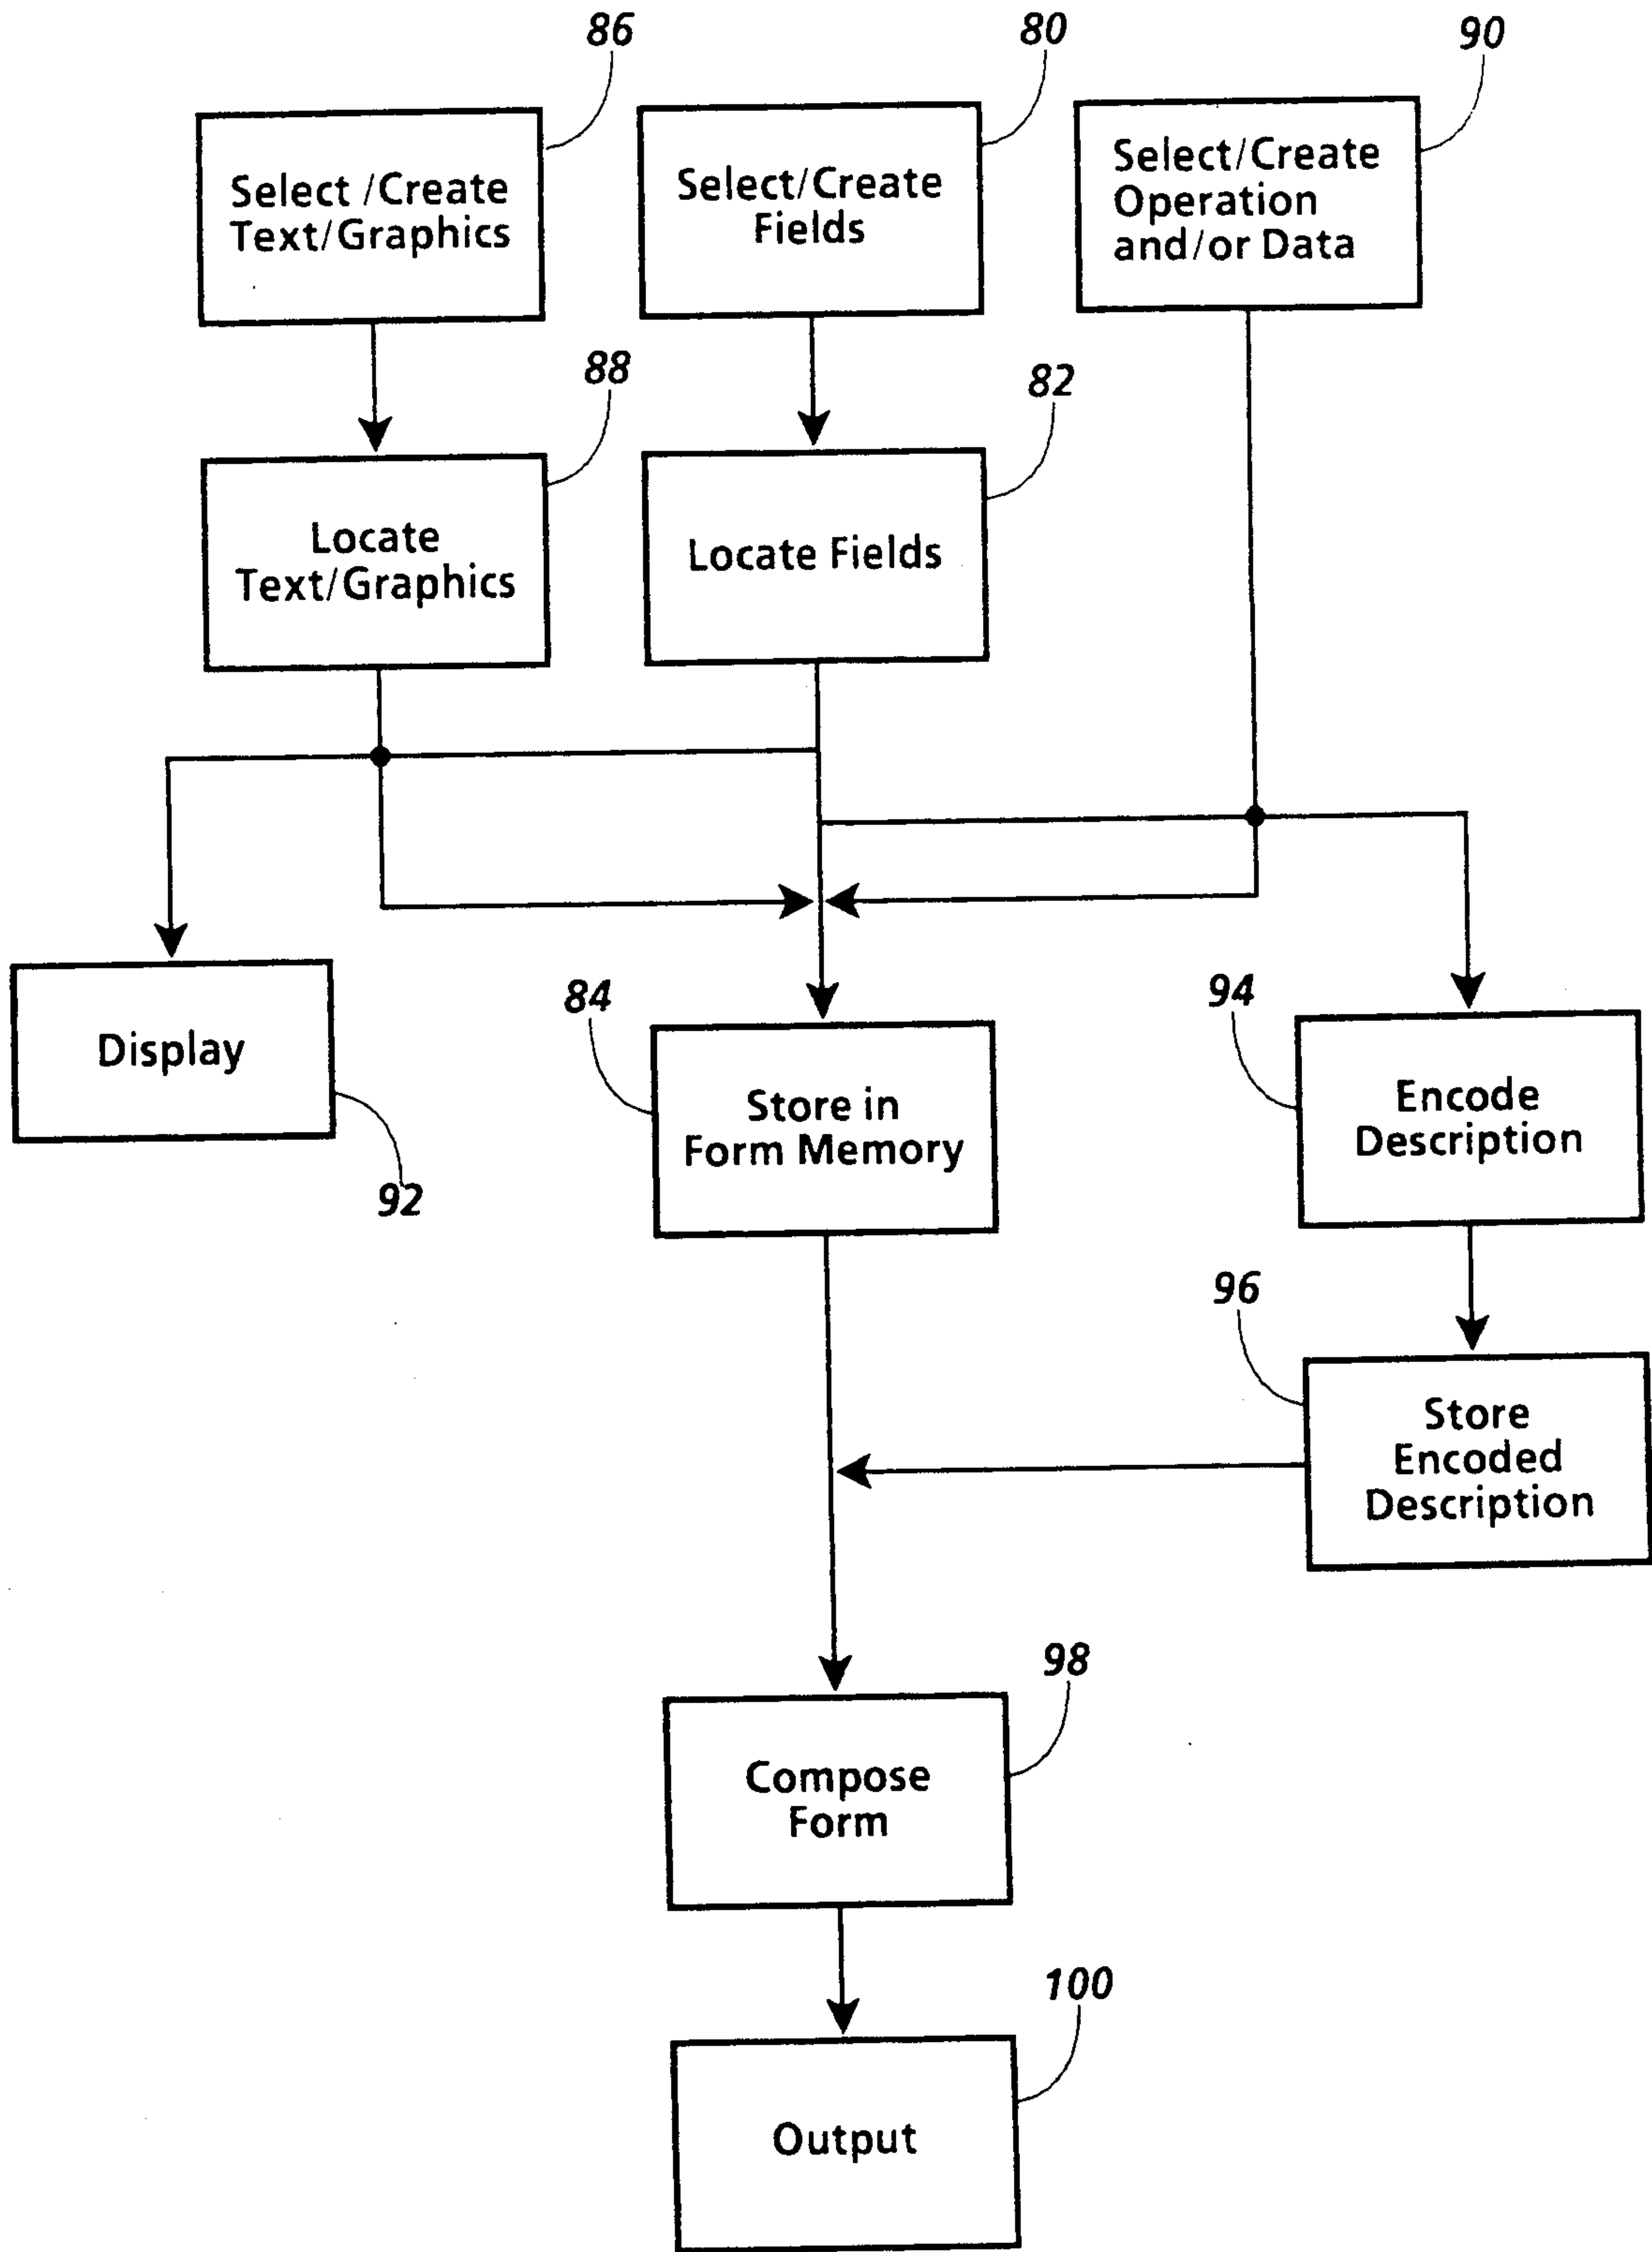 86
80
90
Select /Create
Text/Graphics
Select/Create
Fields
Select/Create
Operation
and/or Data
88
82
Locate
Text/Graphics
Locate Fields
Display
92
84
Store in
Form Memory
94
Encode
Description
96
Store
Encoded
Description
98
Compose
Form
100
Output